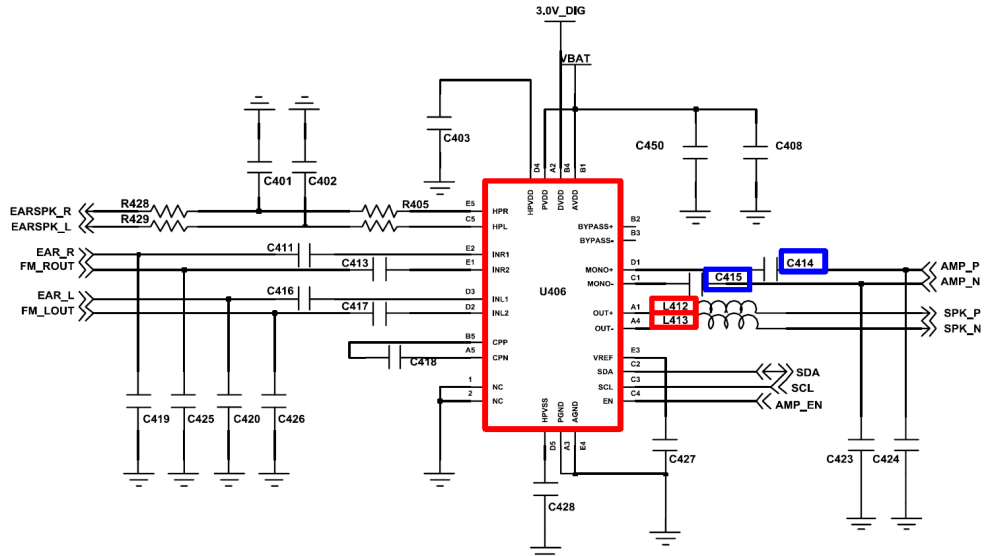 3.0V_DIG
VBAT
C403
C450
C408
C401
C402
D4
A2
B4
B1
HPVDD
PVDD
DVDD
AVDD
R428
R405
EARSPK_R
E5
HPR
R429
EARSPK_L
C5
HPL
B2
BYPASS+
B3
BYPASS-
EAR_R
C411
E2
INR1
FM_ROUT
C413
E1
INR2
D1
MONO+
C414
AMP_P
C1
MONO-
C415
AMP_N
EAR_L
C416
D3
INL1
U406
FM_LOUT
C417
D2
INL2
A1
OUT+
L412
SPK_P
A4
OUT-
L413
SPK_N
B5
CPP
A5
CPN
C418
E3
VREF
C2
SDA
SDA
C3
SCL
SCL
C4
EN
AMP_EN
1
NC
2
NC
HPVSS
PGND
AGND
D5
A3
E4
C419
C425
C420
C426
C427
C423
C424
C428